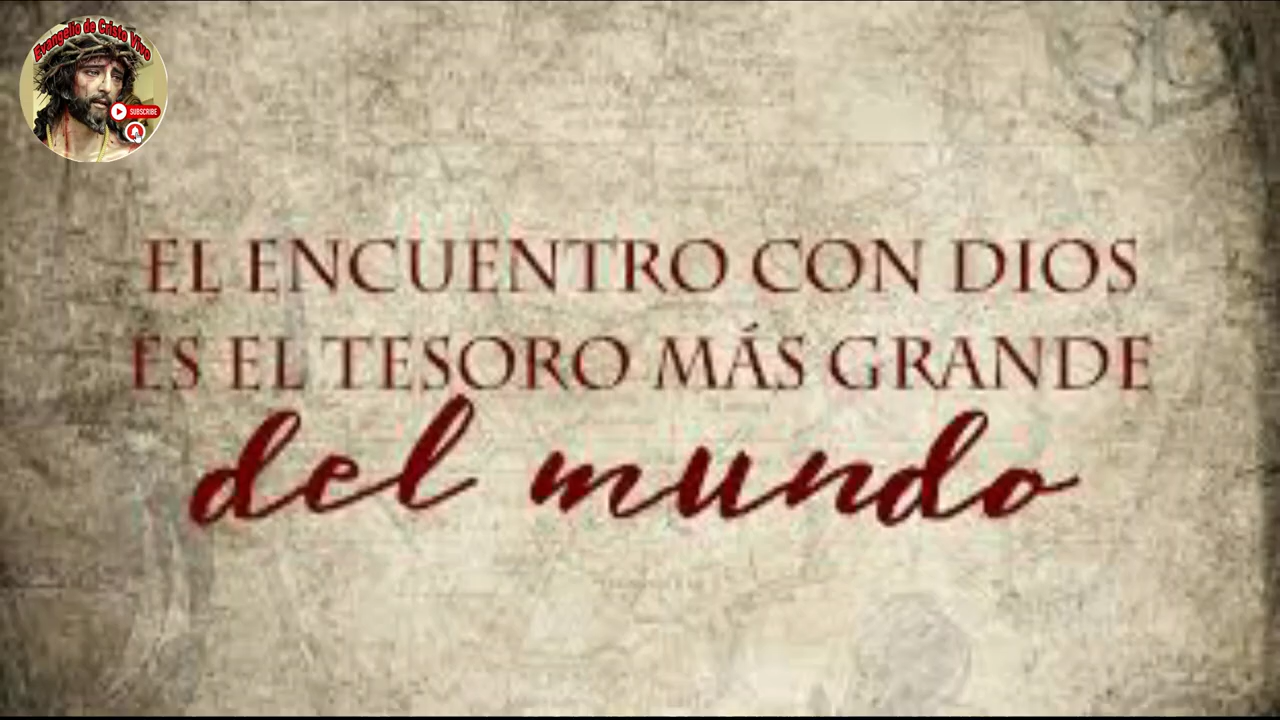 Evangelio de Cristo Vivo
SUBSCRIBE
EL ENCUENTRO CON DIOS
ES EL TESORO MÁS GRANDE
del mundo